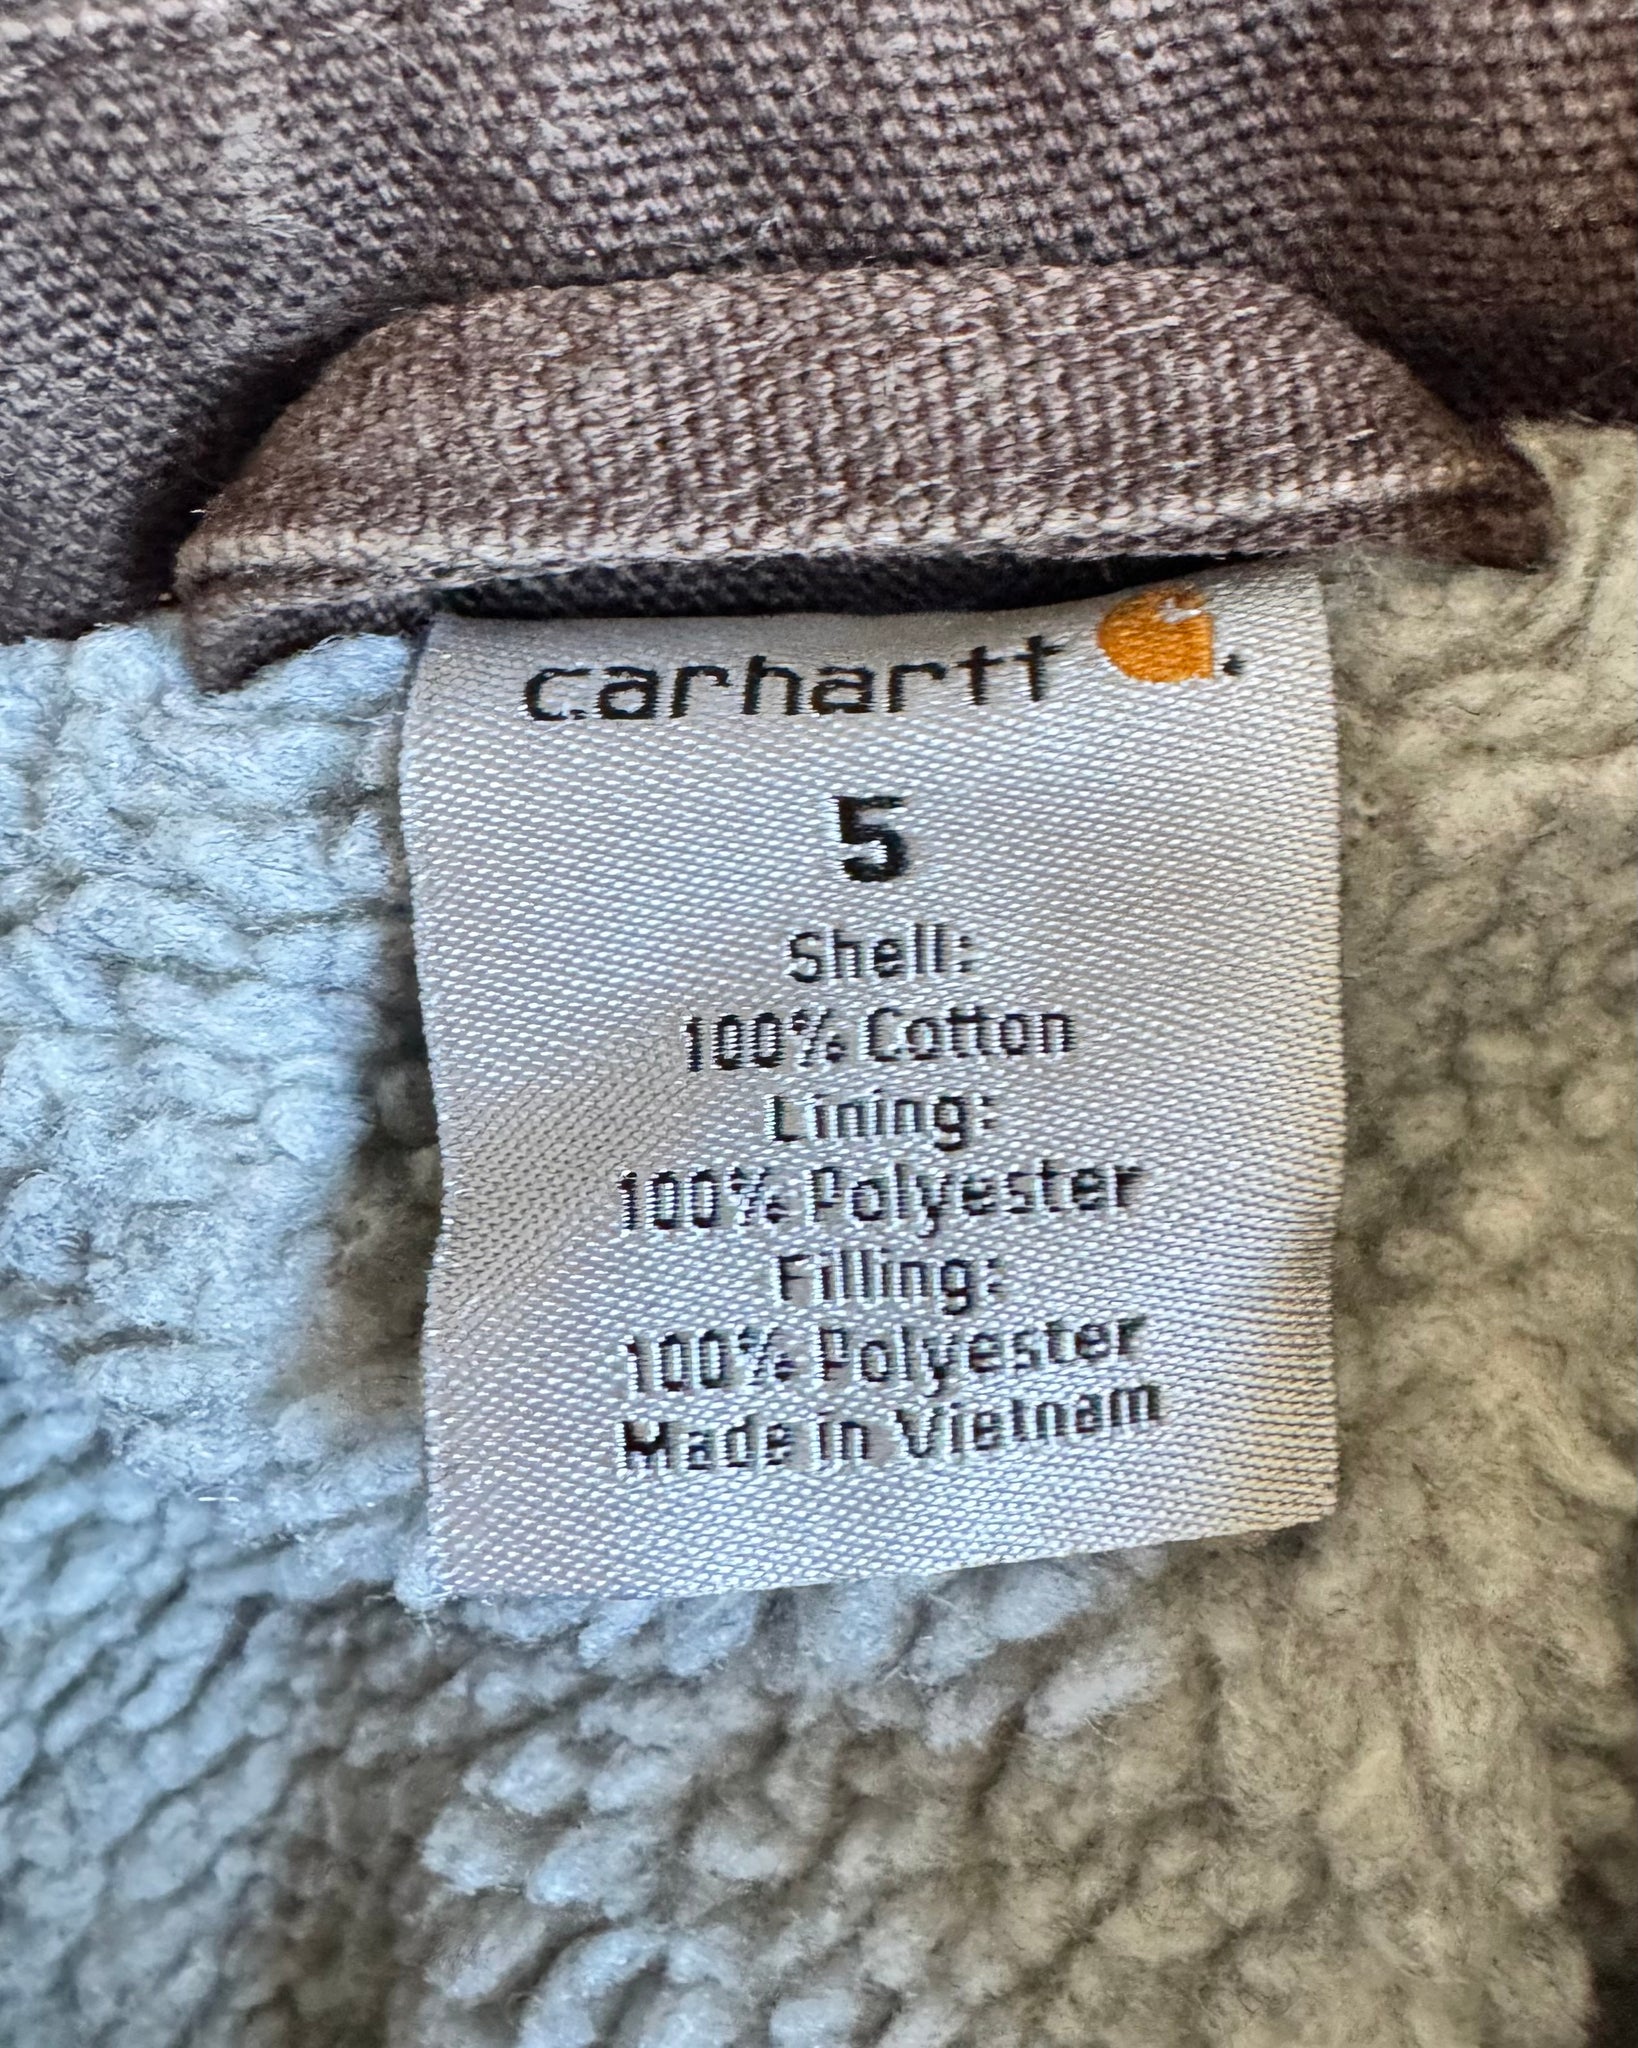 carhartt
5
Shell:
100% Cotton
Lining:
100% Polyester
Filling:
100% Polyester
Made in Vietnam